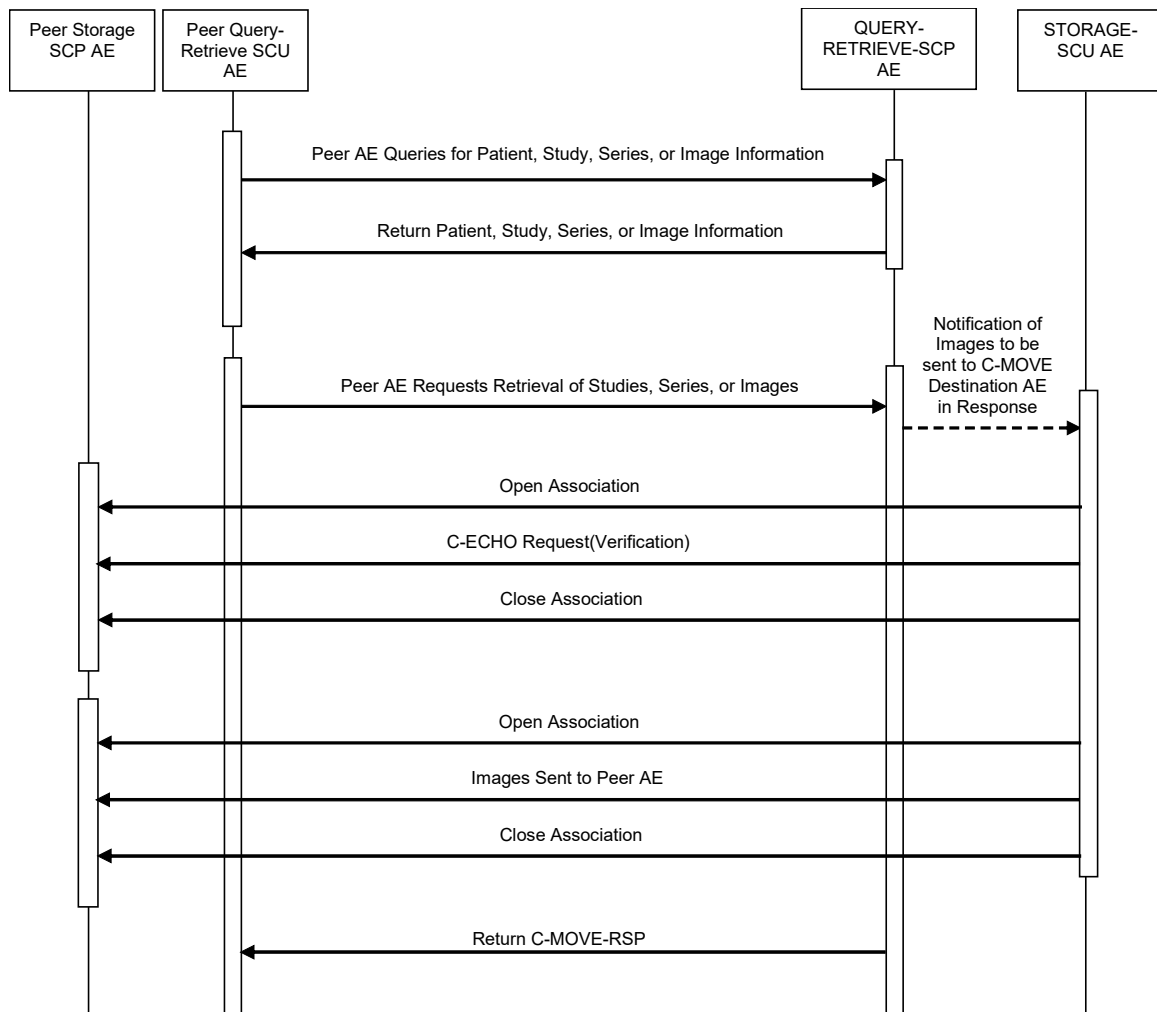 Peer Storage
SCP AE
Peer Query-
Retrieve SCU
AE
QUERY-
RETRIEVE-SCP
AE
STORAGE-
SCU AE
Peer AE Queries for Patient, Study, Series, or Image Information
Return Patient, Study, Series, or Image Information
Notification of
Images to be
sent to C-MOVE
Destination AE
in Response
Peer AE Requests Retrieval of Studies, Series, or Images
Open Association
C-ECHO Request(Verification)
Close Association
Open Association
Images Sent to Peer AE
Close Association
Return C-MOVE-RSP